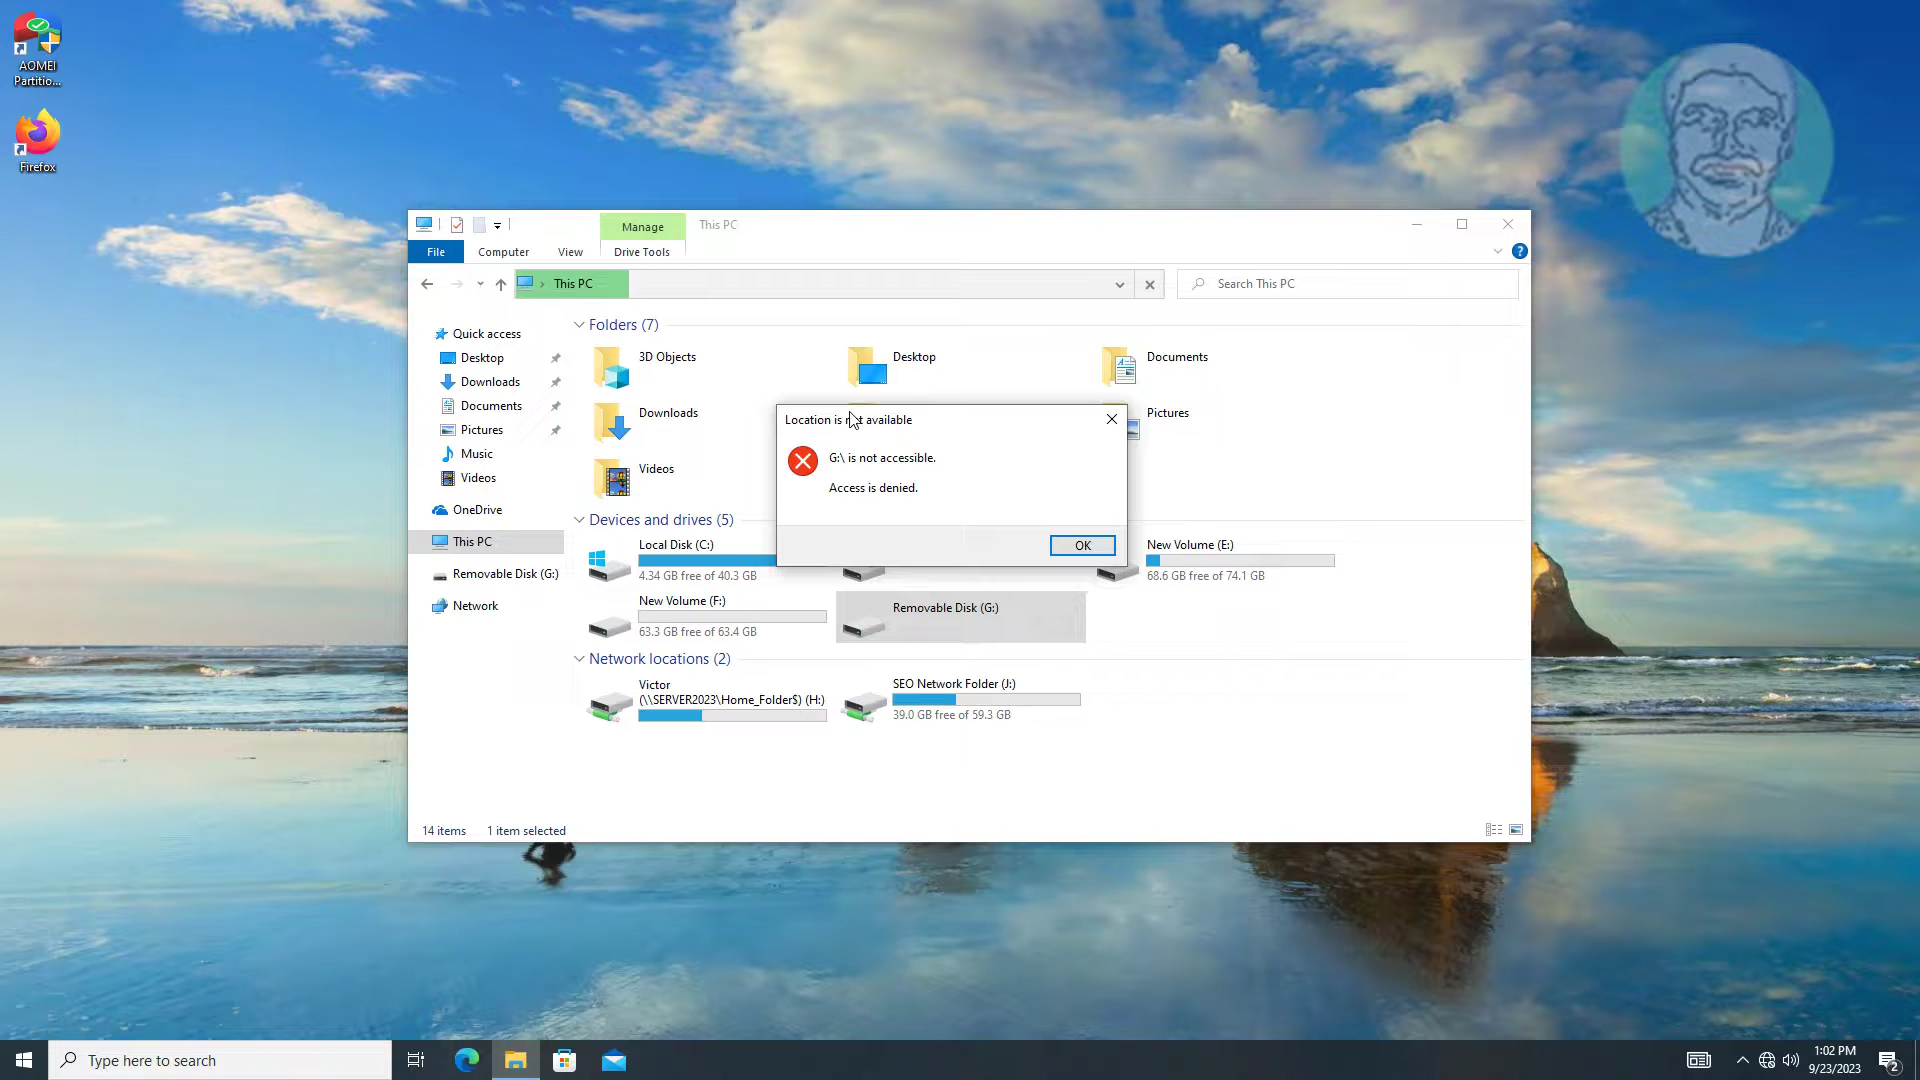 AOMEI
Partitio...
Firefox
Manage
This PC
File
Computer
View
Drive Tools
This PC
Search This PC
Quick access
Desktop
Downloads
Documents
Pictures
Music
Videos
OneDrive
This PC
Removable Disk (G:)
Network
Folders (7)
3D Objects
Desktop
Documents
Downloads
Pictures
Videos
Location is not available
G:\ is not accessible.
Access is denied.
OK
Devices and drives (5)
Local Disk (C:)
4.34 GB free of 40.3 GB
New Volume (E:)
68.6 GB free of 74.1 GB
New Volume (F:)
63.3 GB free of 63.4 GB
Removable Disk (G:)
Network locations (2)
Victor
(\\SERVER2023\Home_Folder$) (H:)
SEO Network Folder (J:)
39.0 GB free of 59.3 GB
14 items
1 item selected
Type here to search
1:02 PM
9/23/2023
2